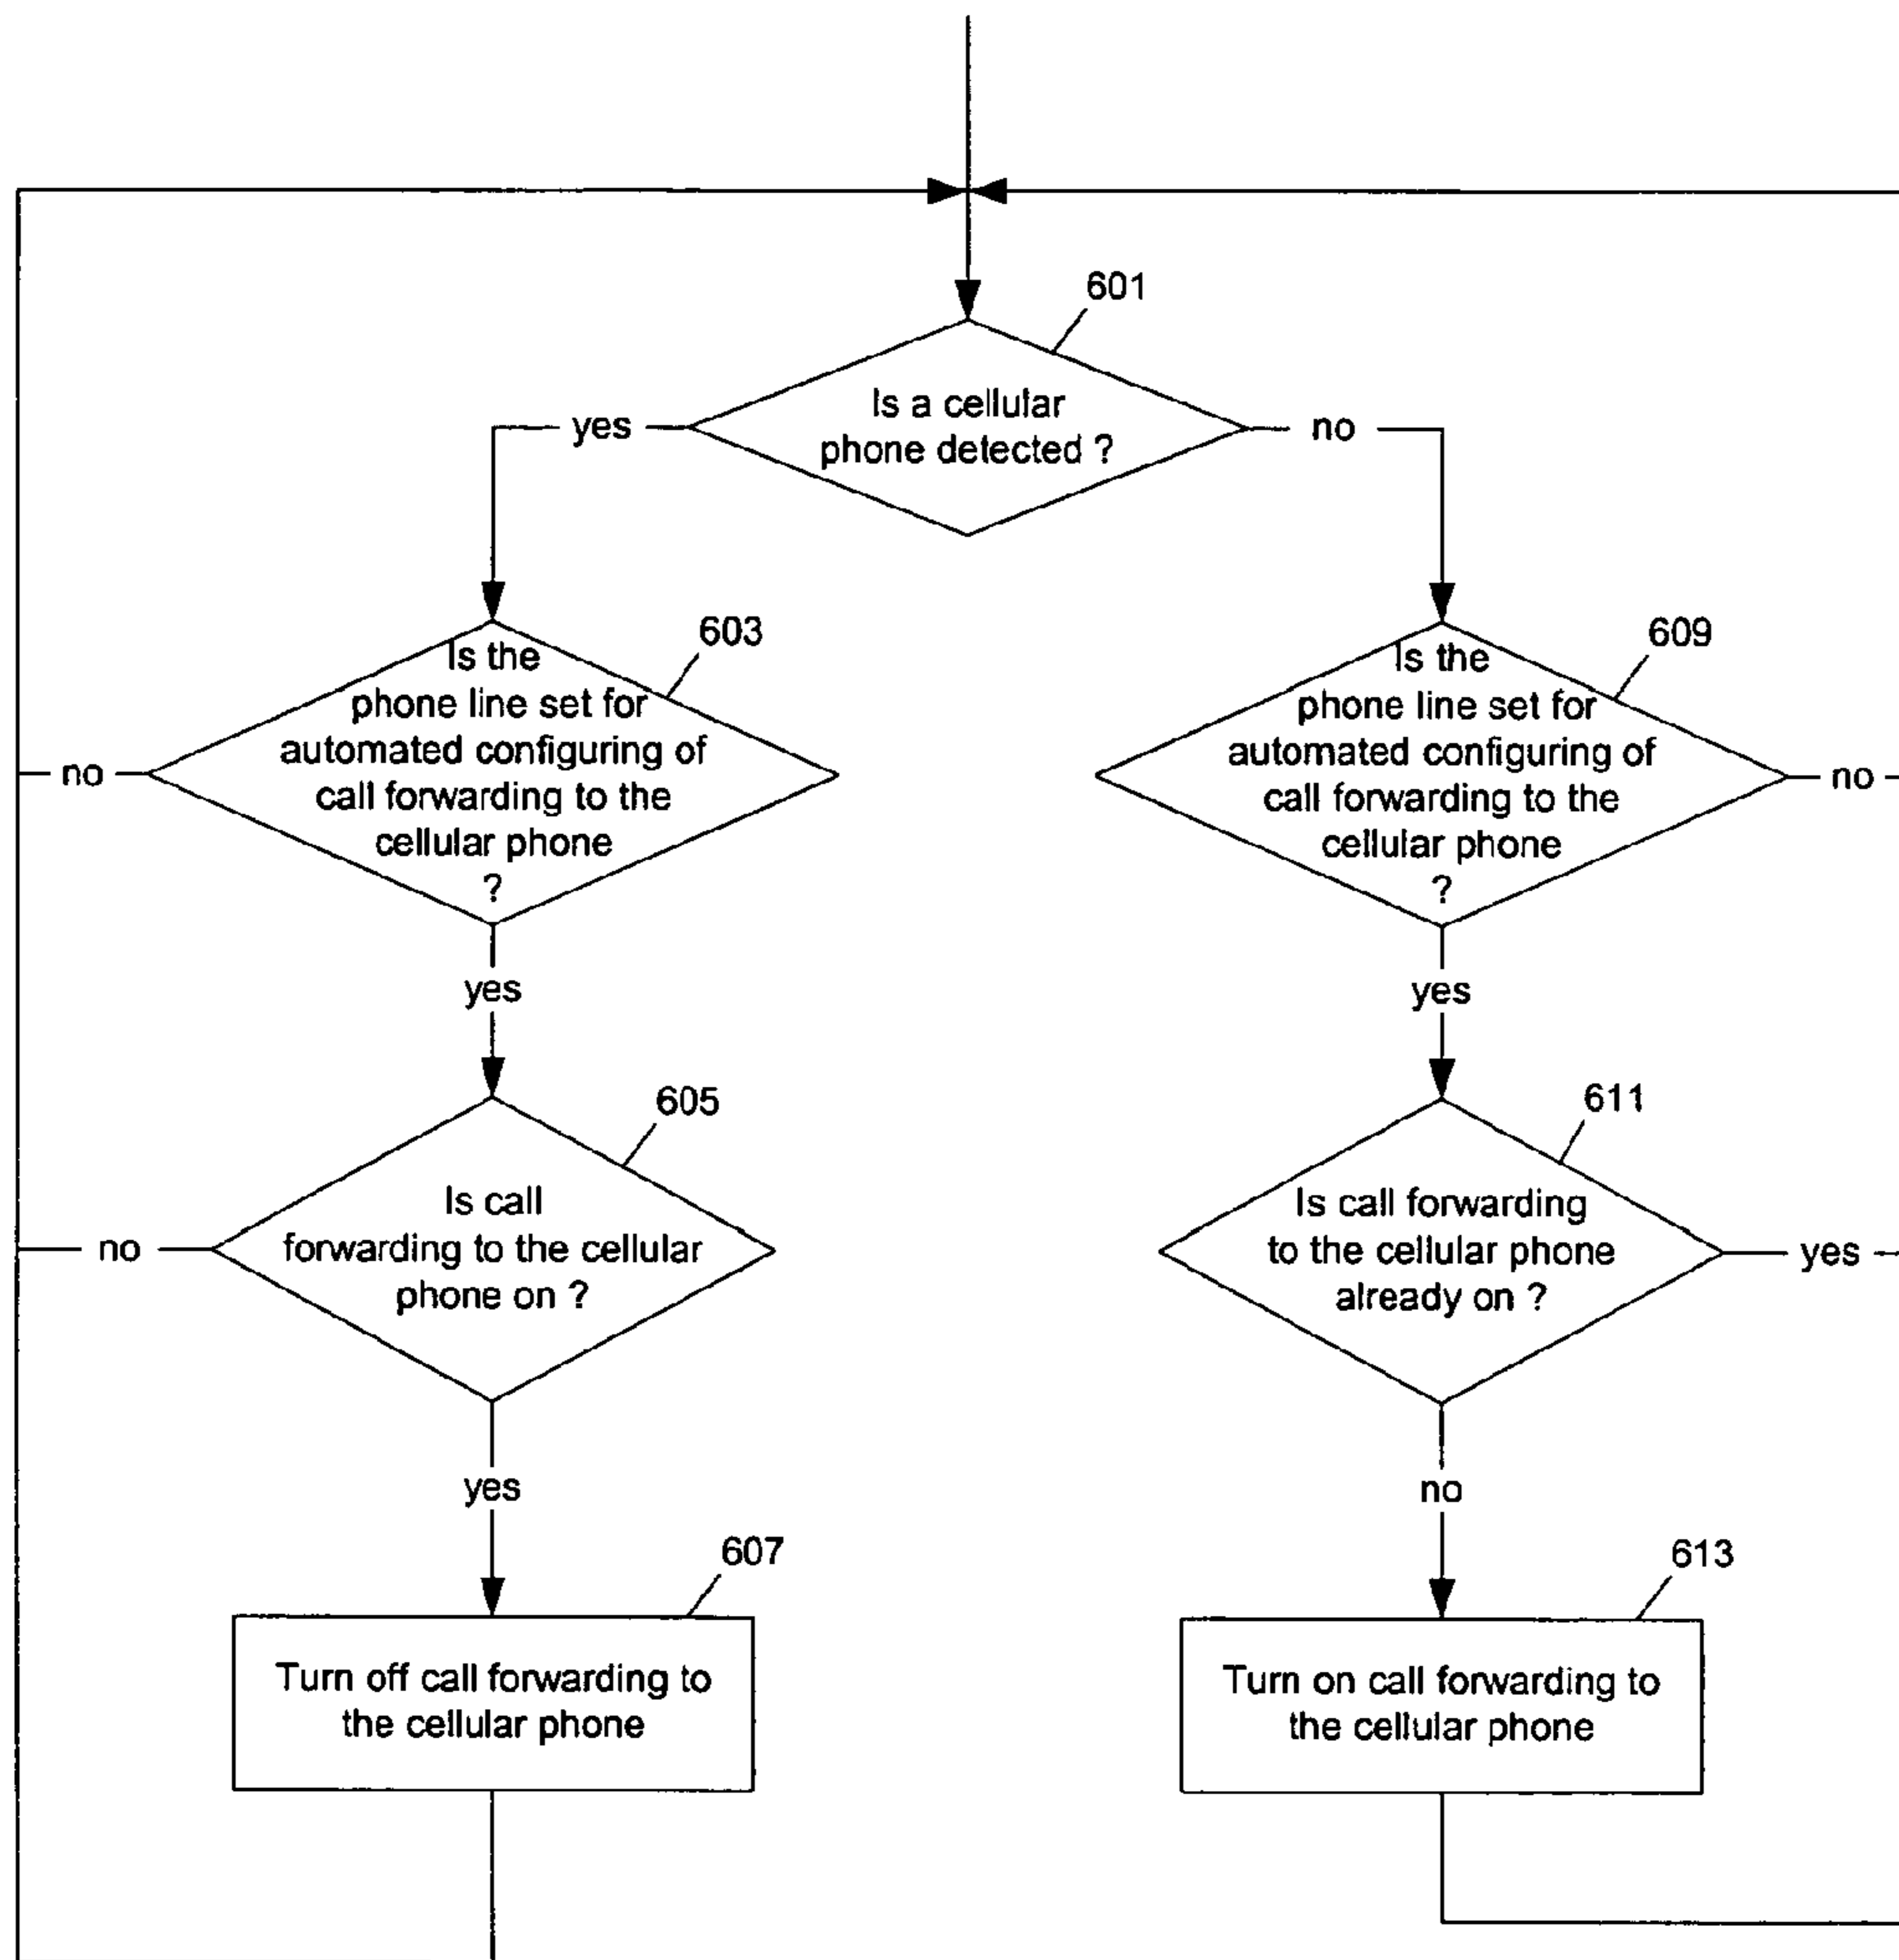 601
Is a cellular
phone detected ?
yes
no
603
Is the
phone line set for
automated configuring of
call forwarding to the
cellular phone
?
no
yes
609
Is the
phone line set for
automated configuring of
call forwarding to the
cellular phone
?
no
yes
605
Is call
forwarding to the cellular
phone on ?
no
yes
611
Is call forwarding
to the cellular phone
already on ?
yes
no
607
Turn off call forwarding to
the cellular phone
613
Turn on call forwarding to
the cellular phone